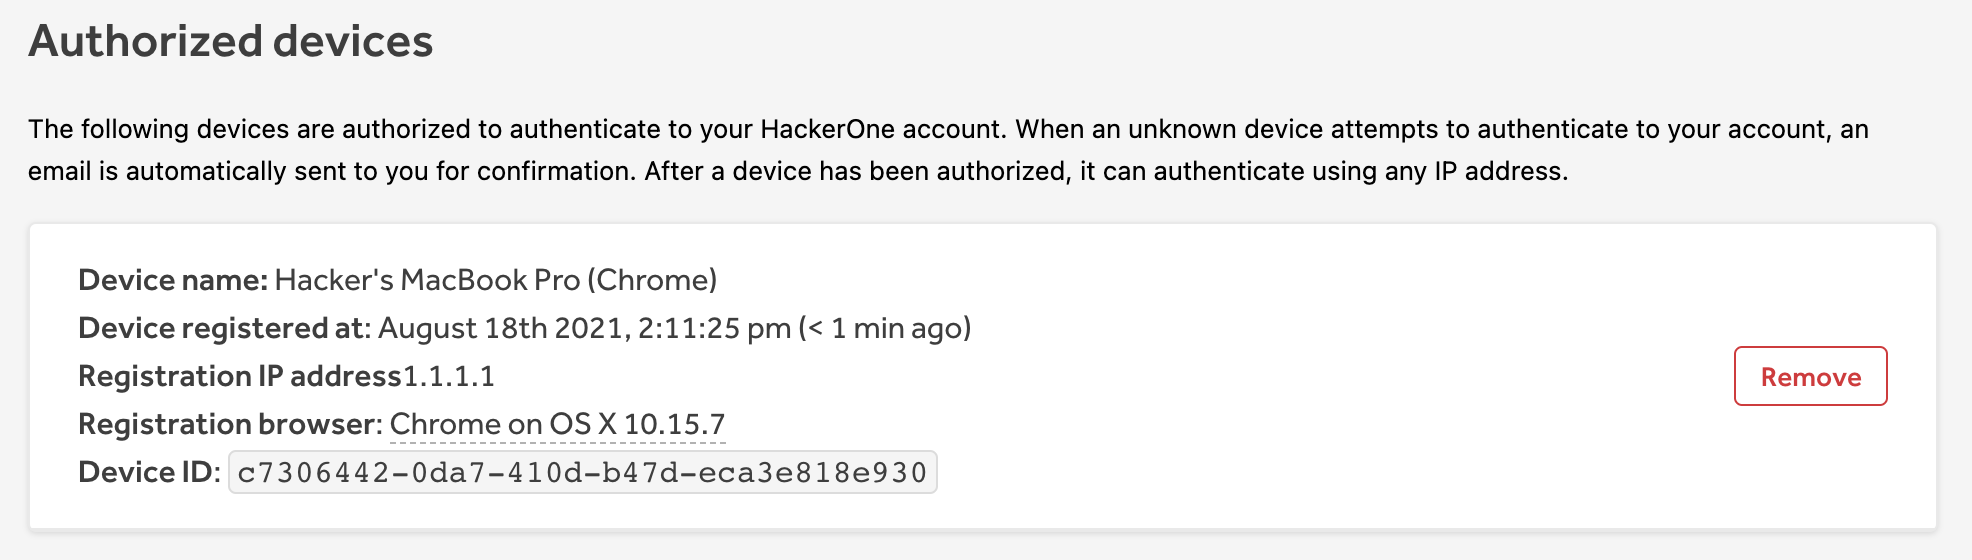 Authorized devices
The following devices are authorized to authenticate to your HackerOne account. When an unknown device attempts to authenticate to your account, an
email is automatically sent to you for confirmation. After a device has been authorized, it can authenticate using any IP address.
Device name: Hacker's MacBook Pro (Chrome)
Device registered at: August 18th 2021, 2:11:25 pm (< 1 min ago)
Registration IP address1.1.1.1
Registration browser: Chrome on OS X 10.15.7
Device ID: c7306442-0da7-410d-b47d-eca3e818e930
Remove